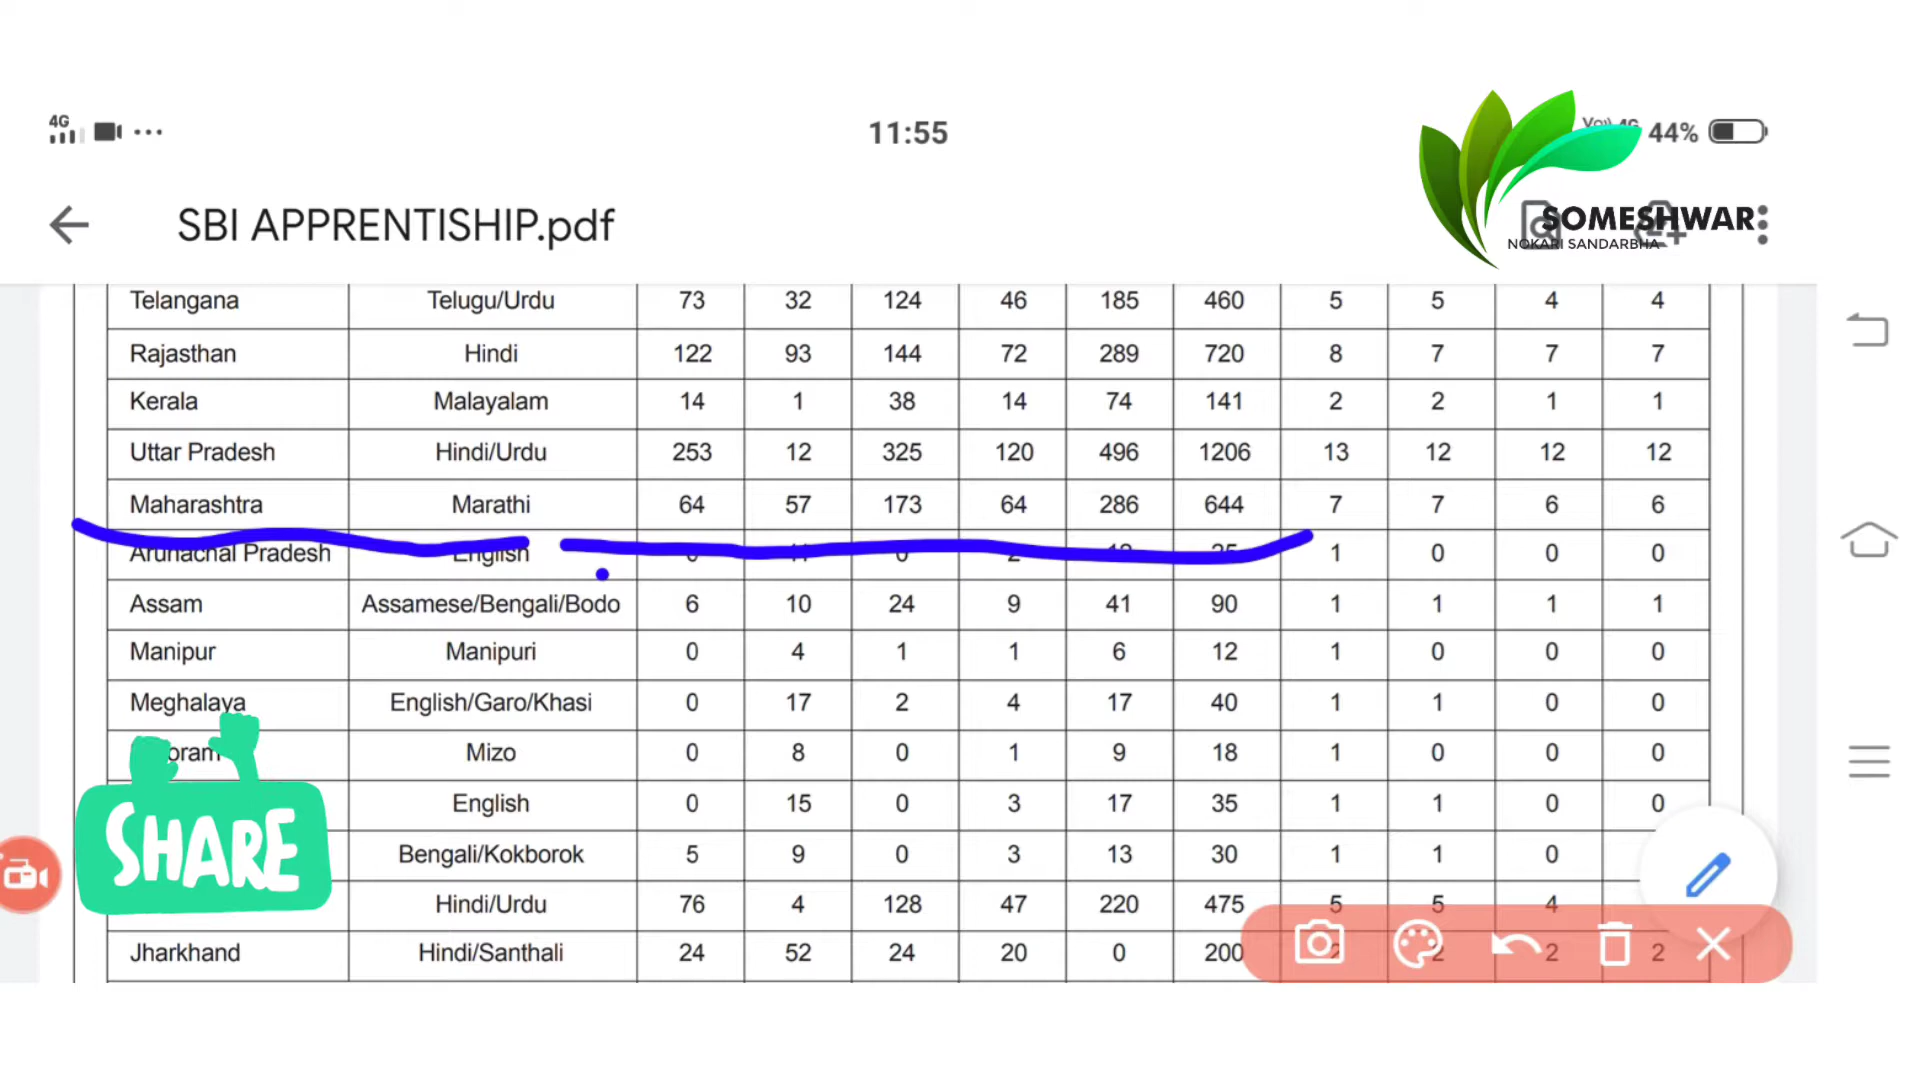 4G
11:55
44%
SBI APPRENTISHIP.pdf
SOMESHWAR
NOKARI SANDARBHA
Telangana Telugu/Urdu 73 32 124 46 185 460 5 5 4 4
Rajasthan Hindi 122 93 144 72 289 720 8 7 7 7
Kerala Malayalam 14 1 38 14 74 141 2 2 1 1
Uttar Pradesh Hindi/Urdu 253 12 325 120 496 1206 13 12 12 12
Maharashtra Marathi 64 57 173 64 286 644 7 7 6 6
Arunachal Pradesh English 1 0 0 0
Assam Assamese/Bengali/Bodo 6 10 24 9 41 90 1 1 1 1
Manipur Manipuri 0 4 1 1 6 12 1 0 0 0
Meghalaya English/Garo/Khasi 0 17 2 4 17 40 1 1 0 0
Mizo 0 8 0 1 9 18 1 0 0 0
English 0 15 0 3 17 35 1 1 0 0
Bengali/Kokborok 5 9 0 3 13 30 1 1 0
Hindi/Urdu 76 4 128 47 220 475 5 5 4
Jharkhand Hindi/Santhali 24 52 24 20 0 200 2 2 2 2
SHARE